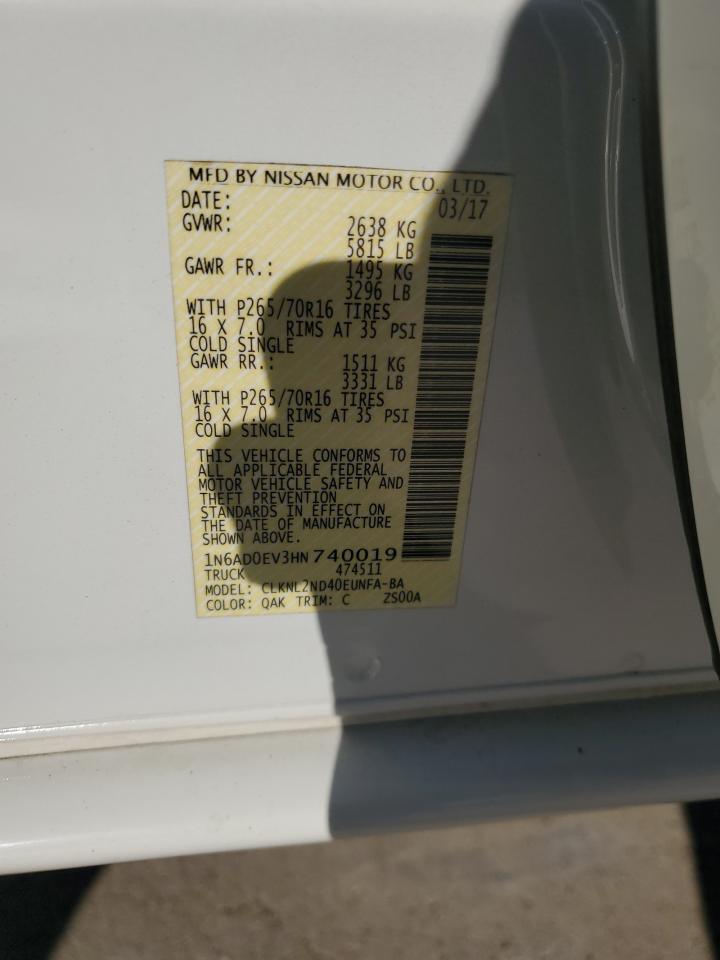 MFD BY NISSAN MOTOR CO., LTD.
DATE: 03/17
GVWR: 2638 KG
5815 LB
GAWR FR.: 1495 KG
3296 LB
WITH P265/70R16 TIRES
16 X 7.0 RIMS AT 35 PSI
COLD SINGLE
GAWR RR.: 1511 KG
3331 LB
WITH P265/70R16 TIRES
16 X 7.0 RIMS AT 35 PSI
COLD SINGLE
THIS VEHICLE CONFORMS TO
ALL APPLICABLE FEDERAL
MOTOR VEHICLE SAFETY AND
THEFT PREVENTION
STANDARDS IN EFFECT ON
THE DATE OF MANUFACTURE
SHOWN ABOVE.
1N6AD0EV3HN740019
TRUCK 474511
MODEL: CLKNL2ND40EUNFA-BA
COLOR: QAK TRIM: C ZS00A